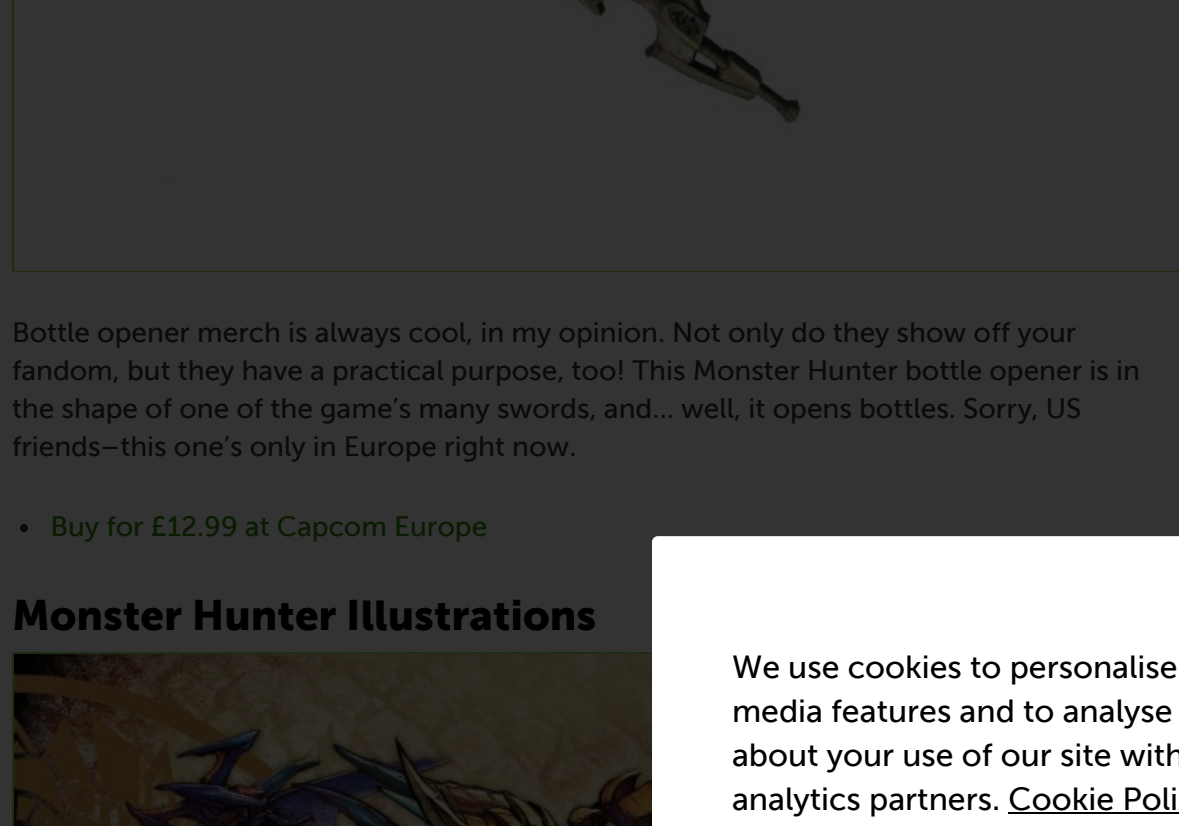 Bottle opener merch is always cool, in my opinion. Not only do they show off your
fandom, but they have a practical purpose, too! This Monster Hunter bottle opener is in
the shape of one of the game’s many swords, and… well, it opens bottles. Sorry, US
friends–this one’s only in Europe right now.
• Buy for £12.99 at Capcom Europe
Monster Hunter Illustrations
We use cookies to personalise
media features and to analyse
about your use of our site with
analytics partners. Cookie Poli